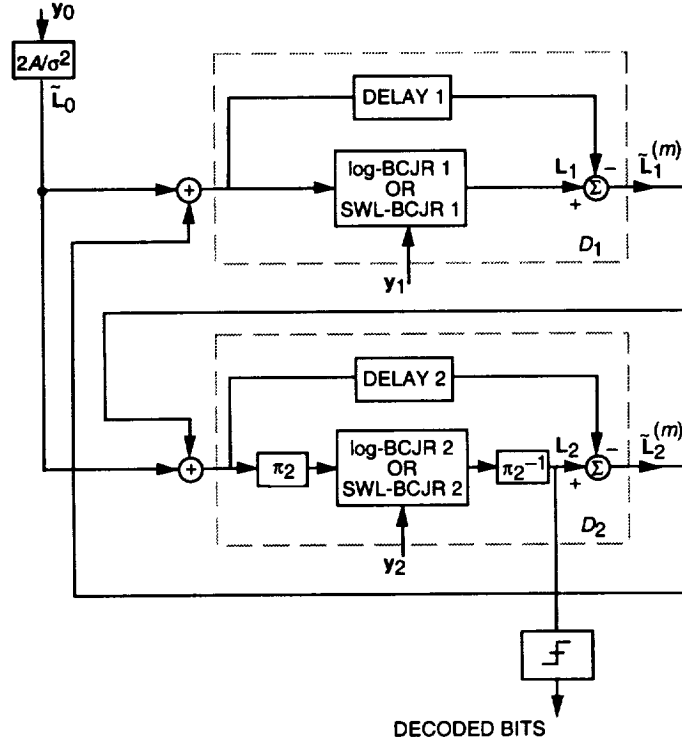 y0
2A/σ²
L̃0
DELAY 1
log-BCJR 1
OR
SWL-BCJR 1
L1
−
+
Σ
+
L̃1(m)
D1
y1
DELAY 2
+
π2
log-BCJR 2
OR
SWL-BCJR 2
π2⁻¹
L2
−
+
Σ
L̃2(m)
D2
y2
DECODED BITS